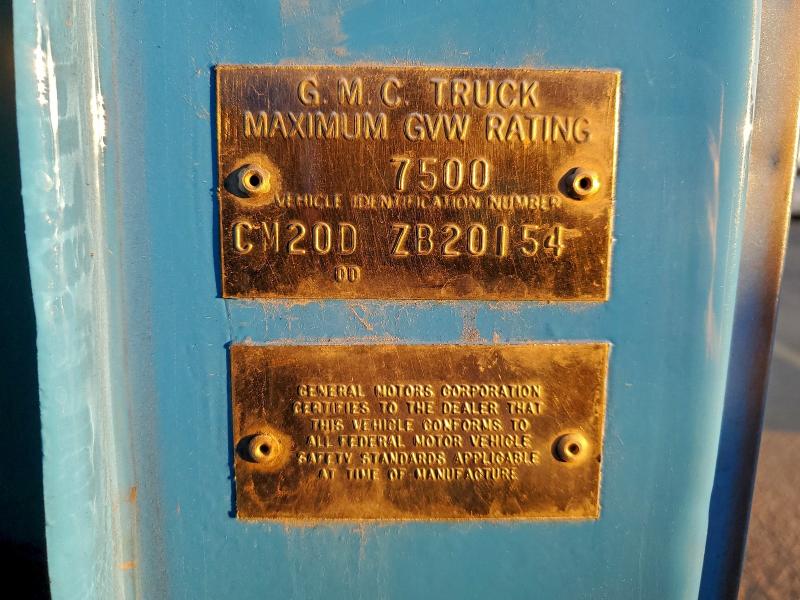 G. M. C. TRUCK
MAXIMUM GVW RATING
7500
VEHICLE IDENTIFICATION NUMBER
CM20D ZB20154
OD
GENERAL MOTORS CORPORATION
CERTIFIES TO THE DEALER THAT
THIS VEHICLE CONFORMS TO
ALL FEDERAL MOTOR VEHICLE
SAFETY STANDARDS APPLICABLE
AT TIME OF MANUFACTURE